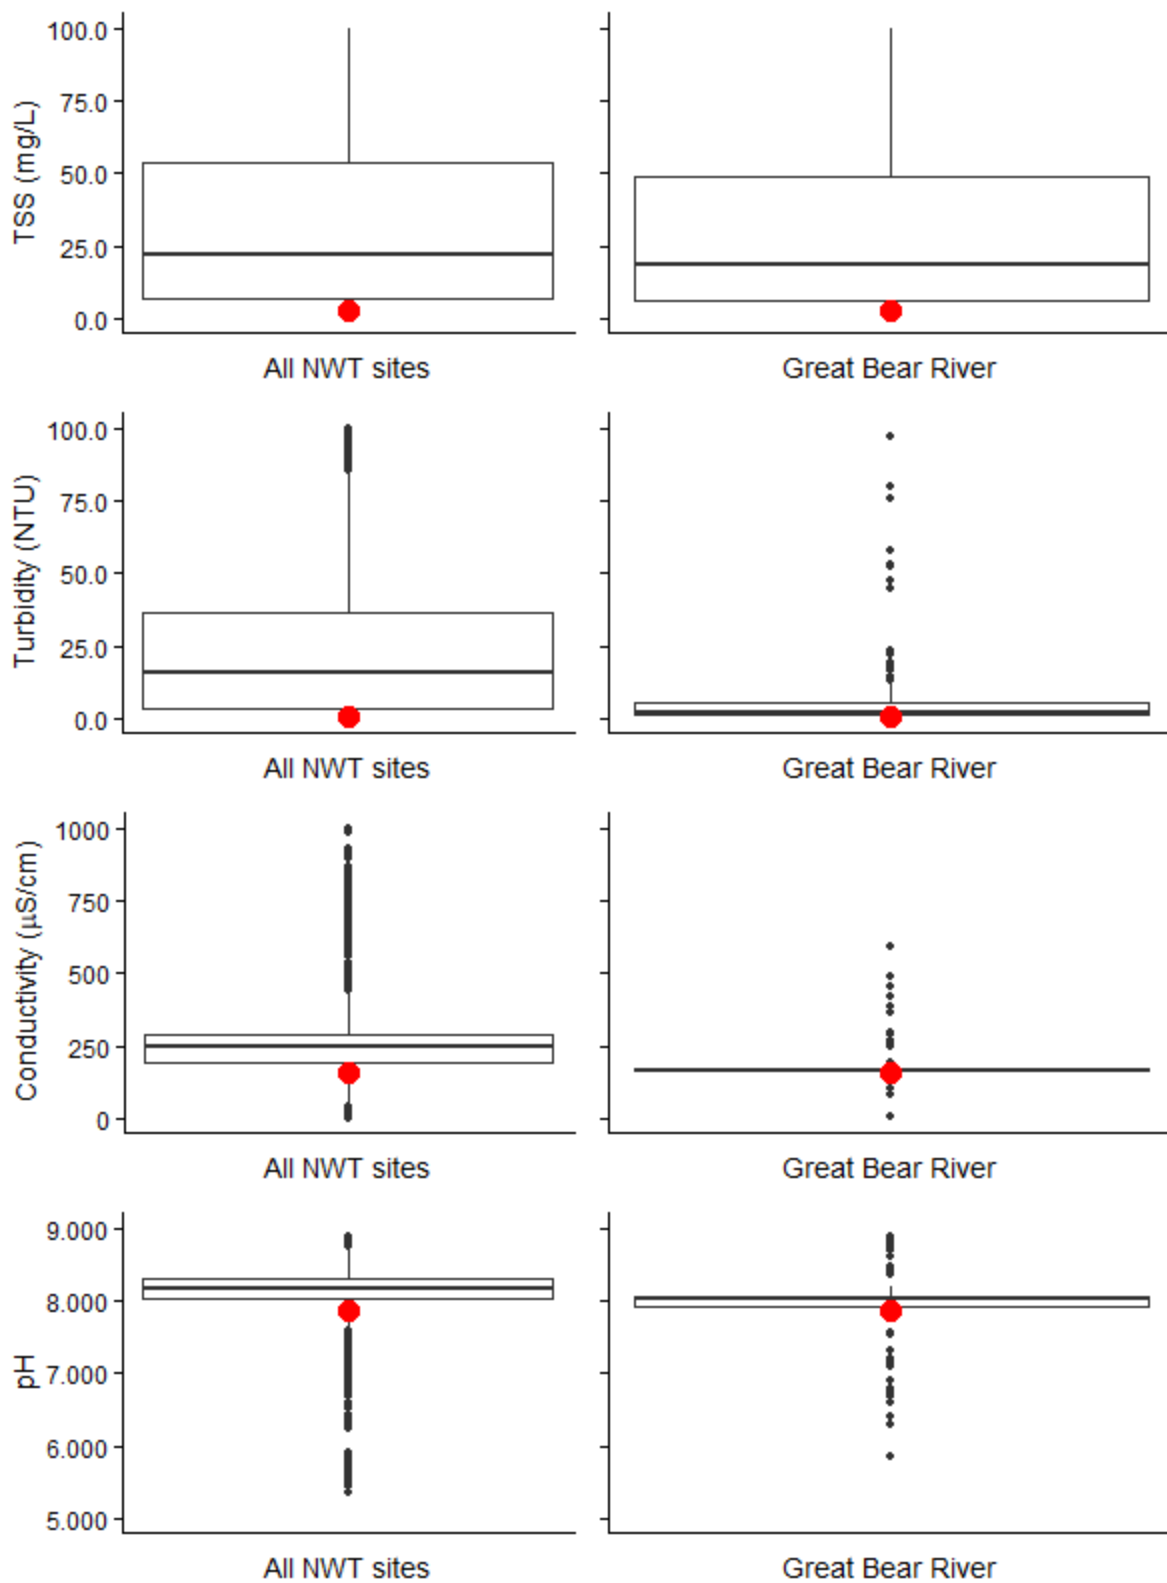 TSS (mg/L)
100.0
75.0
50.0
25.0
0.0
All NWT sites
Great Bear River
Turbidity (NTU)
100.0
75.0
50.0
25.0
0.0
All NWT sites
Great Bear River
Conductivity (µS/cm)
1000
750
500
250
0
All NWT sites
Great Bear River
pH
9.000
8.000
7.000
6.000
5.000
All NWT sites
Great Bear River